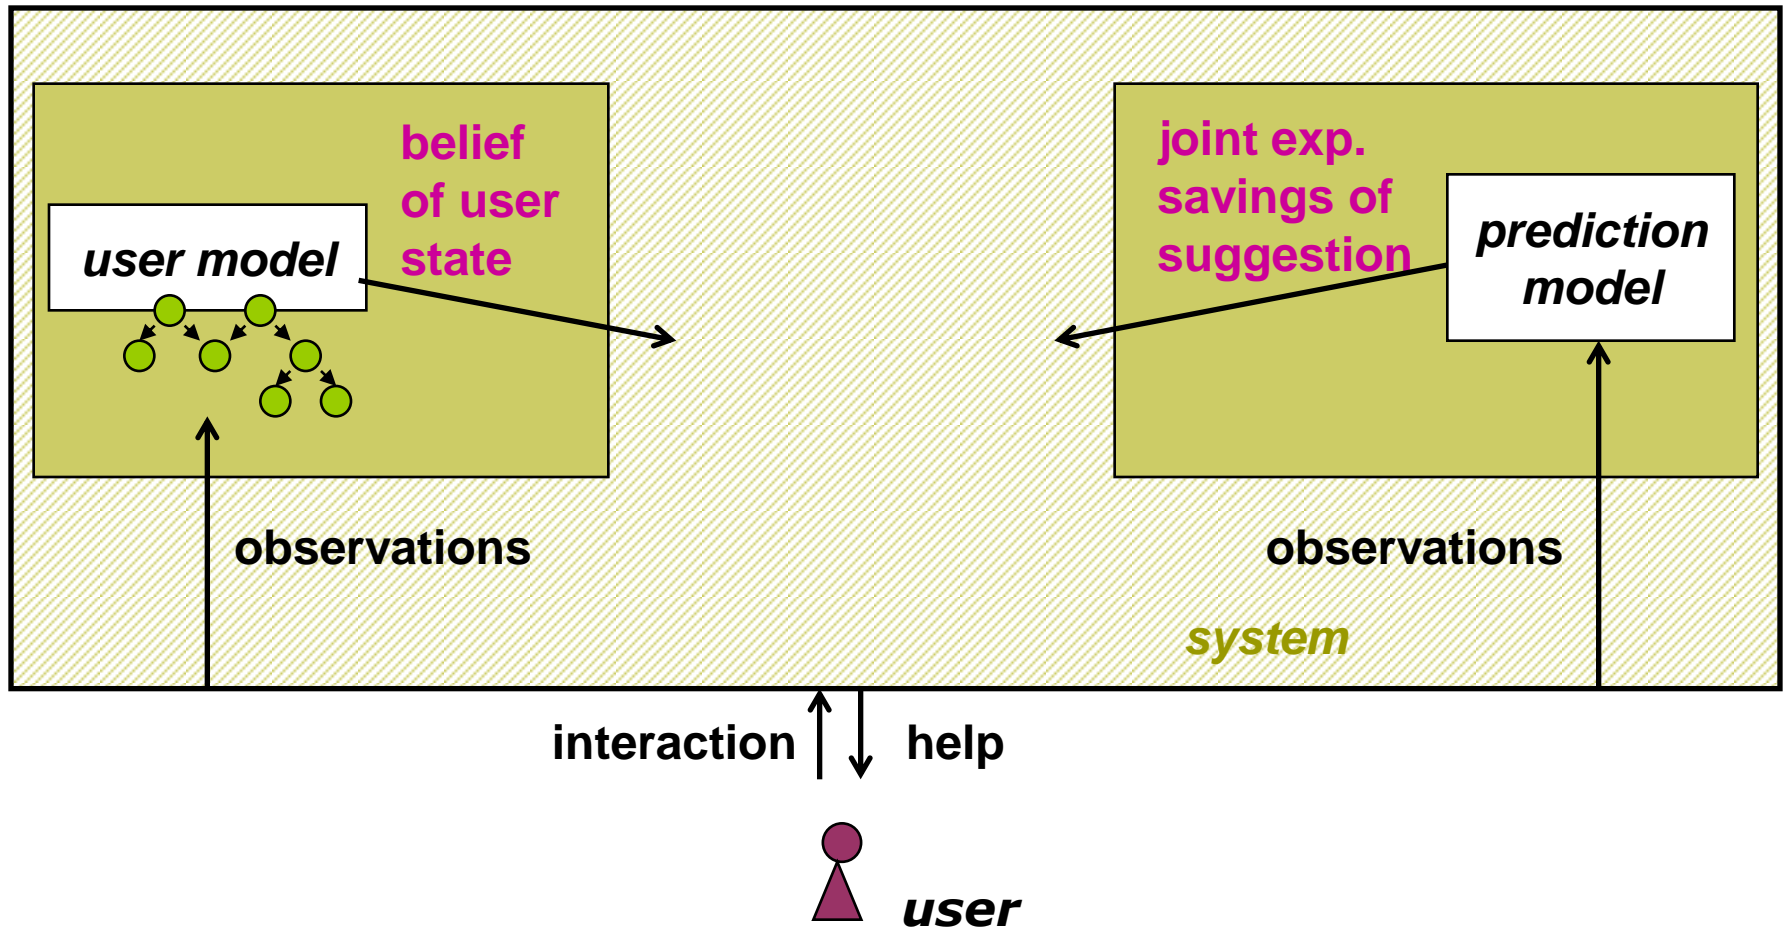 belief
of user
state
user model
joint exp.
savings of
suggestion
prediction
model
observations
observations
system
interaction
help
user